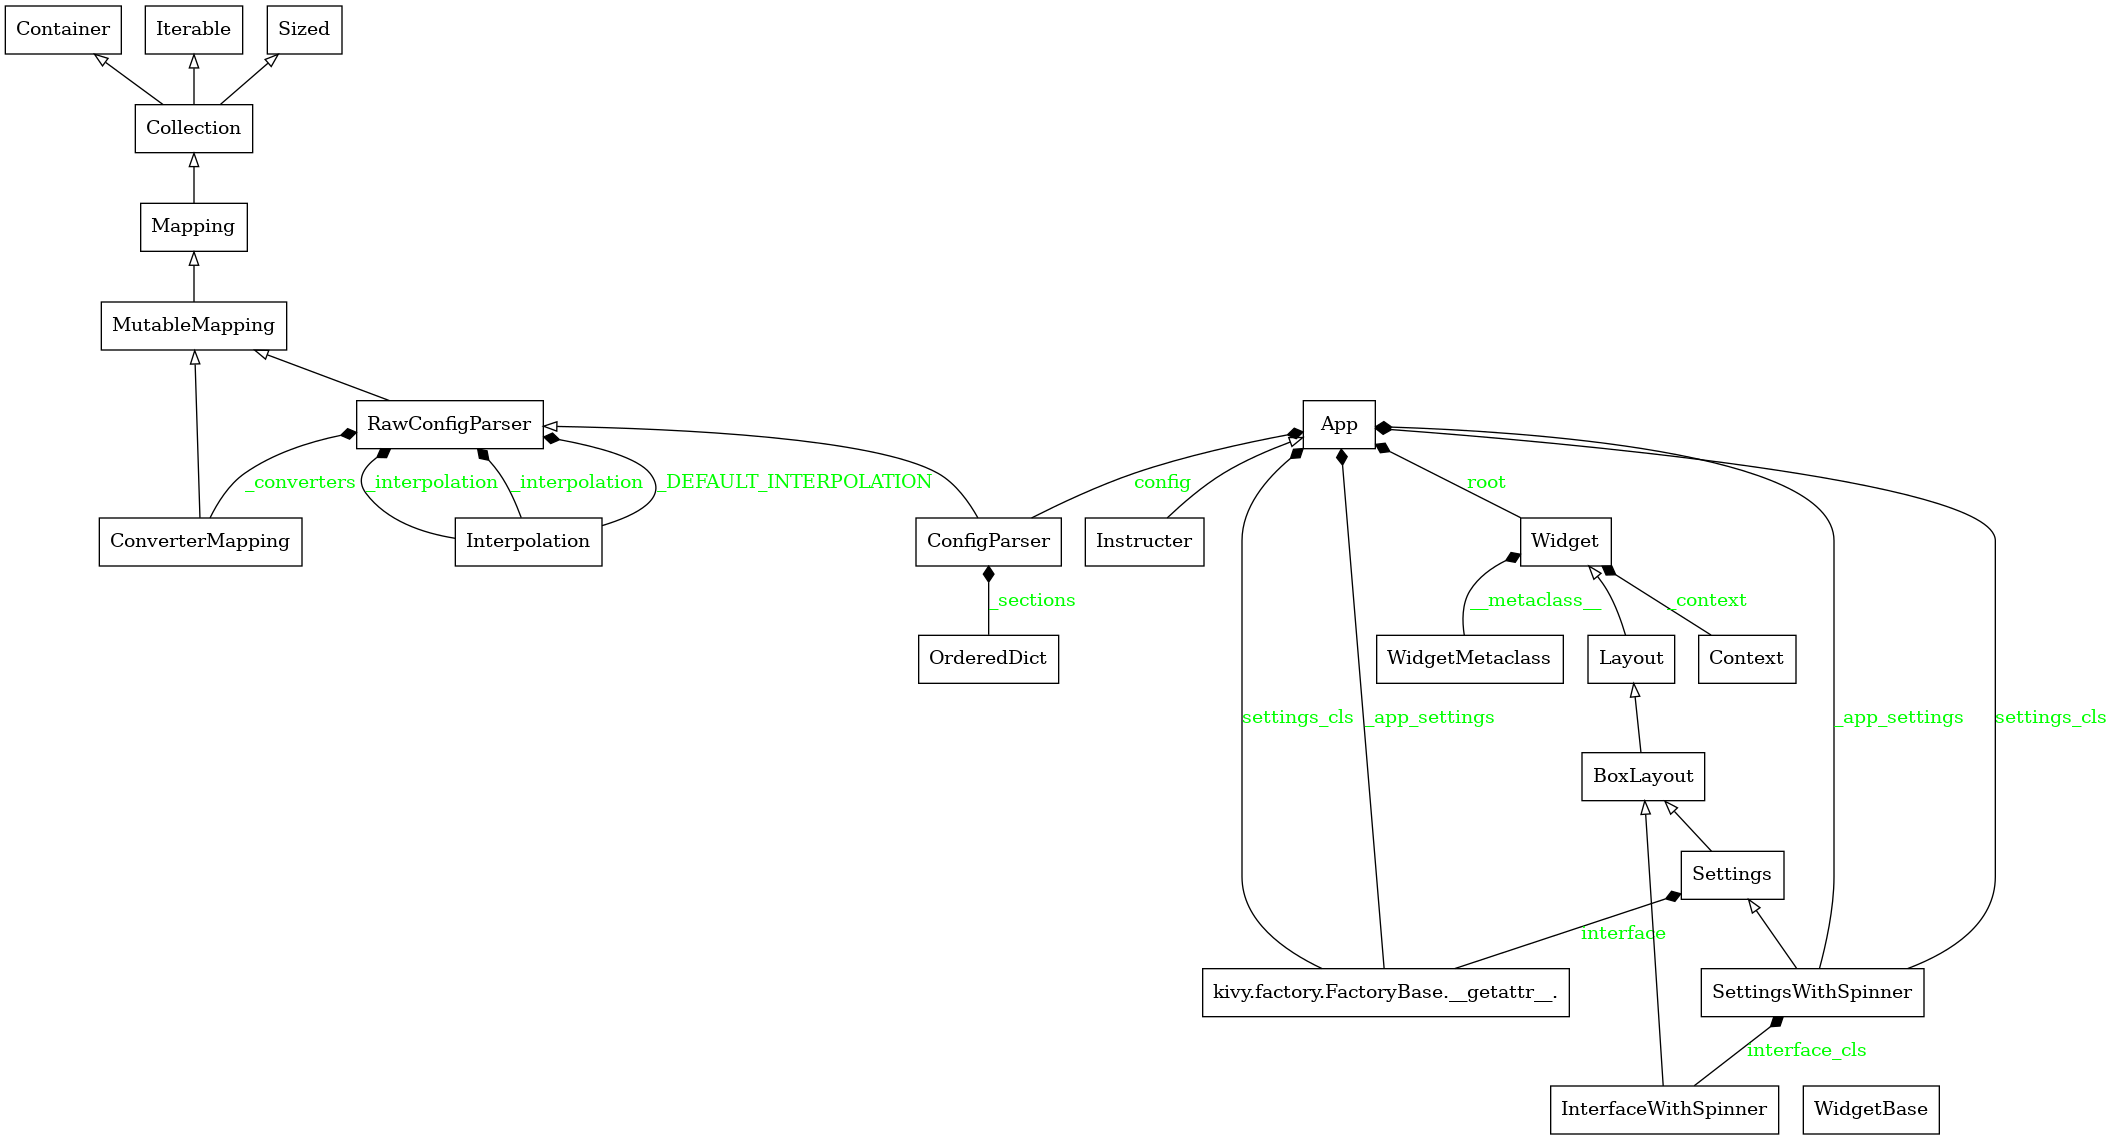 Container
Iterable
Sized
Collection
Mapping
MutableMapping
RawConfigParser
App
_converters
_interpolation
_interpolation
_DEFAULT_INTERPOLATION
config
root
ConverterMapping
Interpolation
ConfigParser
Instructer
Widget
_sections
__metaclass__
_context
OrderedDict
WidgetMetaclass
Layout
Context
settings_cls
_app_settings
_app_settings
settings_cls
BoxLayout
Settings
interface
kivy.factory.FactoryBase.__getattr__.
SettingsWithSpinner
interface_cls
InterfaceWithSpinner
WidgetBase